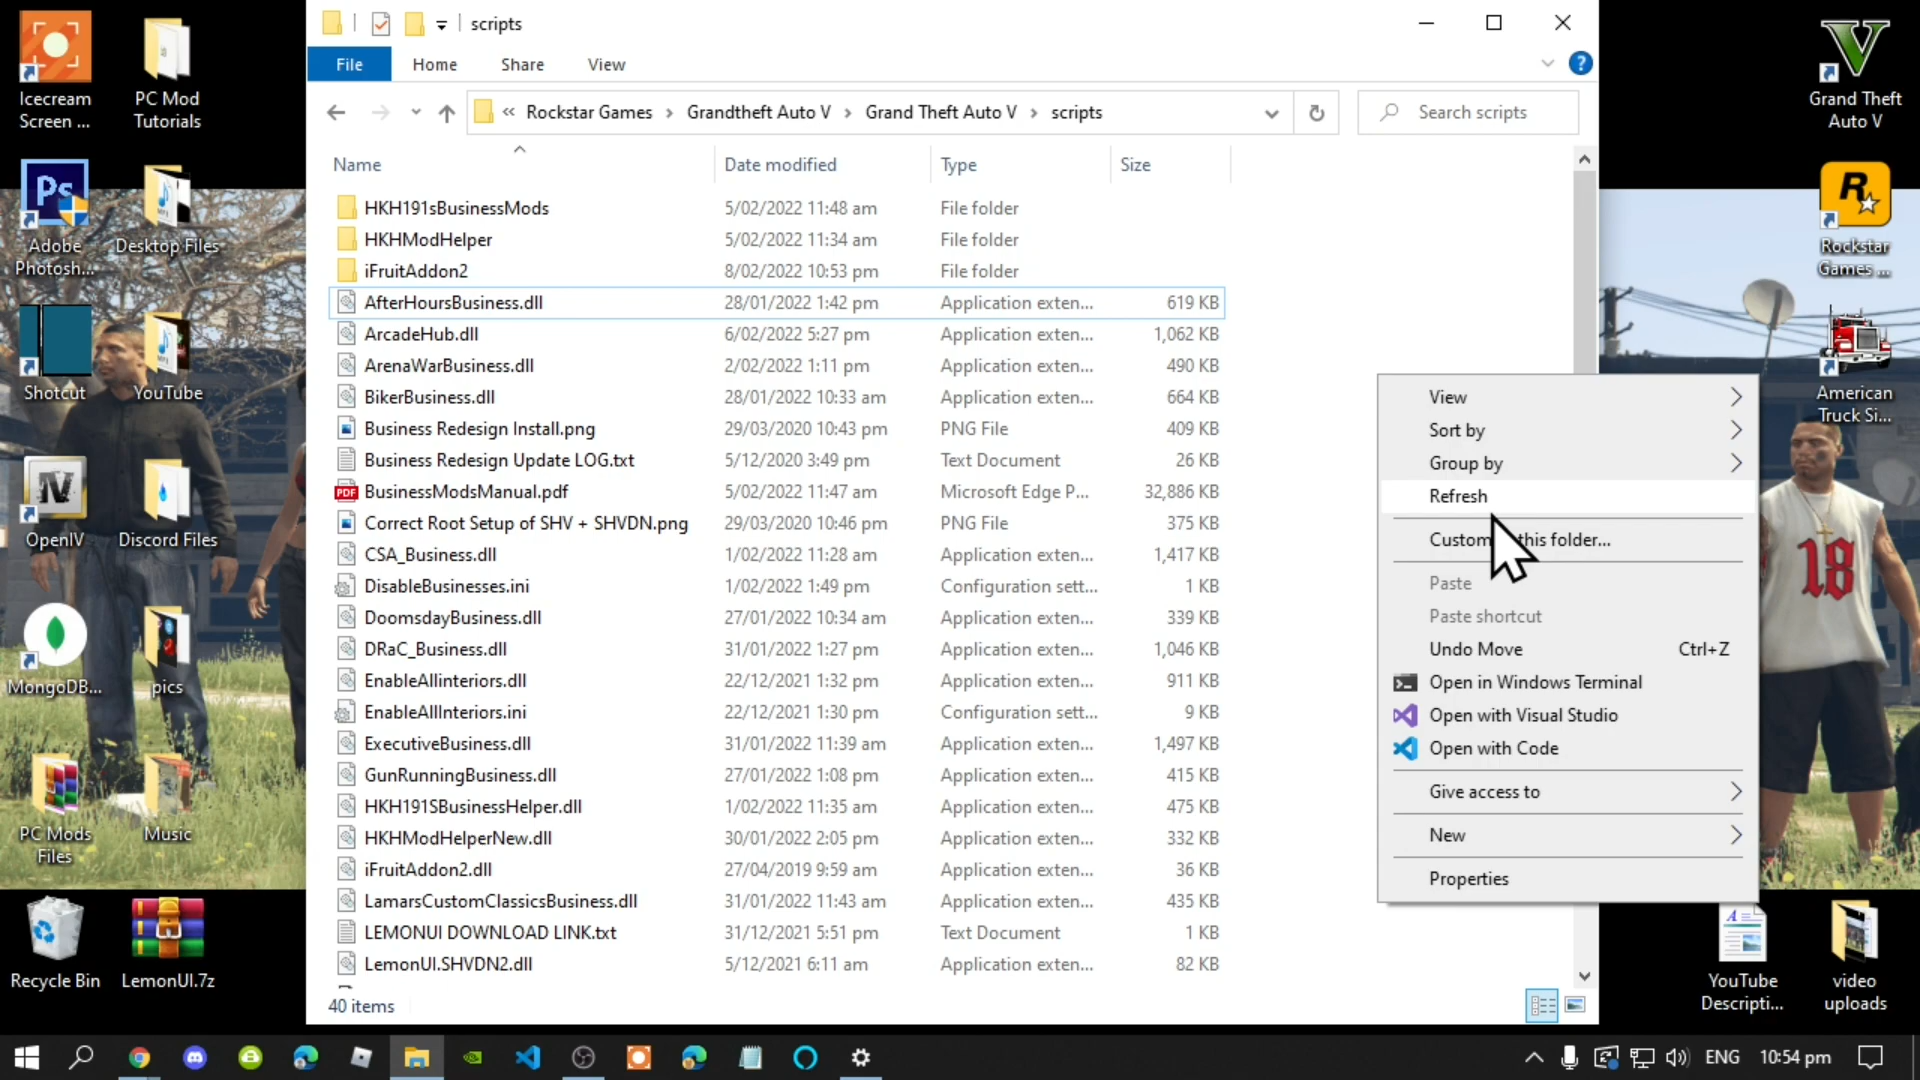 scripts
File Home Share View
« Rockstar Games > Grandtheft Auto V > Grand Theft Auto V > scripts
Search scripts
Name Date modified Type Size
HKH191sBusinessMods 5/02/2022 11:48 am File folder
HKHModHelper 5/02/2022 11:34 am File folder
iFruitAddon2 8/02/2022 10:53 pm File folder
AfterHoursBusiness.dll 28/01/2022 1:42 pm Application exten... 619 KB
ArcadeHub.dll 6/02/2022 5:27 pm Application exten... 1,062 KB
ArenaWarBusiness.dll 2/02/2022 1:11 pm Application exten... 490 KB
BikerBusiness.dll 28/01/2022 10:33 am Application exten... 664 KB
Business Redesign Install.png 29/03/2020 10:43 pm PNG File 409 KB
Business Redesign Update LOG.txt 5/12/2020 3:49 pm Text Document 26 KB
PDF BusinessModsManual.pdf 5/02/2022 11:47 am Microsoft Edge P... 32,886 KB
Correct Root Setup of SHV + SHVDN.png 29/03/2020 10:46 pm PNG File 375 KB
CSA_Business.dll 1/02/2022 11:28 am Application exten... 1,417 KB
DisableBusinesses.ini 1/02/2022 1:49 pm Configuration sett... 1 KB
DoomsdayBusiness.dll 27/01/2022 10:34 am Application exten... 339 KB
DRaC_Business.dll 31/01/2022 1:27 pm Application exten... 1,046 KB
EnableAllinteriors.dll 22/12/2021 1:32 pm Application exten... 911 KB
EnableAllInteriors.ini 22/12/2021 1:30 pm Configuration sett... 9 KB
ExecutiveBusiness.dll 31/01/2022 11:39 am Application exten... 1,497 KB
GunRunningBusiness.dll 27/01/2022 1:08 pm Application exten... 415 KB
HKH191SBusinessHelper.dll 1/02/2022 11:35 am Application exten... 475 KB
HKHModHelperNew.dll 30/01/2022 2:05 pm Application exten... 332 KB
iFruitAddon2.dll 27/04/2019 9:59 am Application exten... 36 KB
LamarsCustomClassicsBusiness.dll 31/01/2022 11:43 am Application exten... 435 KB
LEMONUI DOWNLOAD LINK.txt 31/12/2021 5:51 pm Text Document 1 KB
LemonUI.SHVDN2.dll 5/12/2021 6:11 am Application exten... 82 KB
40 items
View
Sort by
Group by
Refresh
Custom this folder...
Paste
Paste shortcut
Undo Move Ctrl+Z
Open in Windows Terminal
Open with Visual Studio
Open with Code
Give access to
New
Properties
Icecream
Screen ...
PC Mod
Tutorials
Ps
Adobe
Photosh...
Desktop Files
Shotcut
YouTube
IV
OpenIV
Discord Files
MongoDB...
pics
PC Mods
Files
Music
Recycle Bin
LemonUI.7z
V
Grand Theft
Auto V
R
Rockstar
Games ...
American
Truck Si...
18
YouTube
Descripti...
video
uploads
ENG 10:54 pm